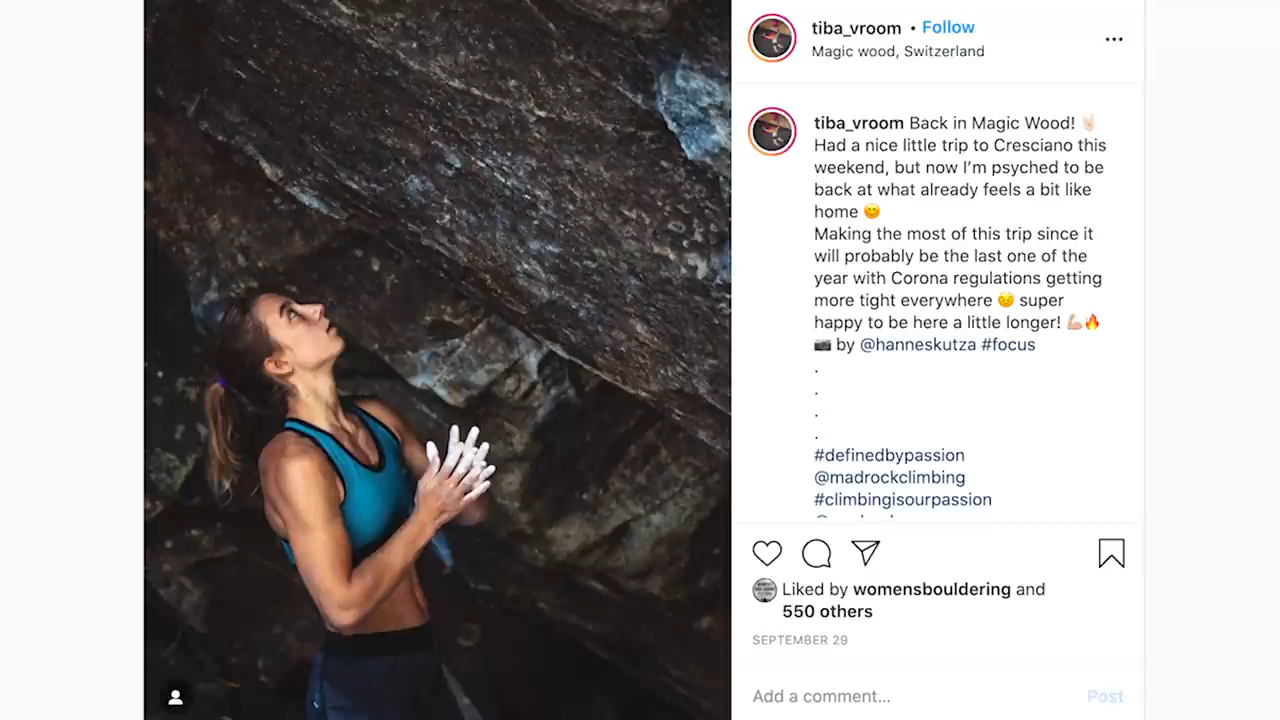 tiba_vroom • Follow
Magic wood, Switzerland
tiba_vroom Back in Magic Wood! 🤘🏻
Had a nice little trip to Cresciano this
weekend, but now I’m psyched to be
back at what already feels a bit like
home 😊
Making the most of this trip since it
will probably be the last one of the
year with Corona regulations getting
more tight everywhere 😣 super
happy to be here a little longer! 💪🏼🔥
📷 by @hanneskutza #focus
.
.
.
.
#definedbypassion
@madrockclimbing
#climbingisourpassion
Liked by womensbouldering and
550 others
SEPTEMBER 29
Add a comment...
Post